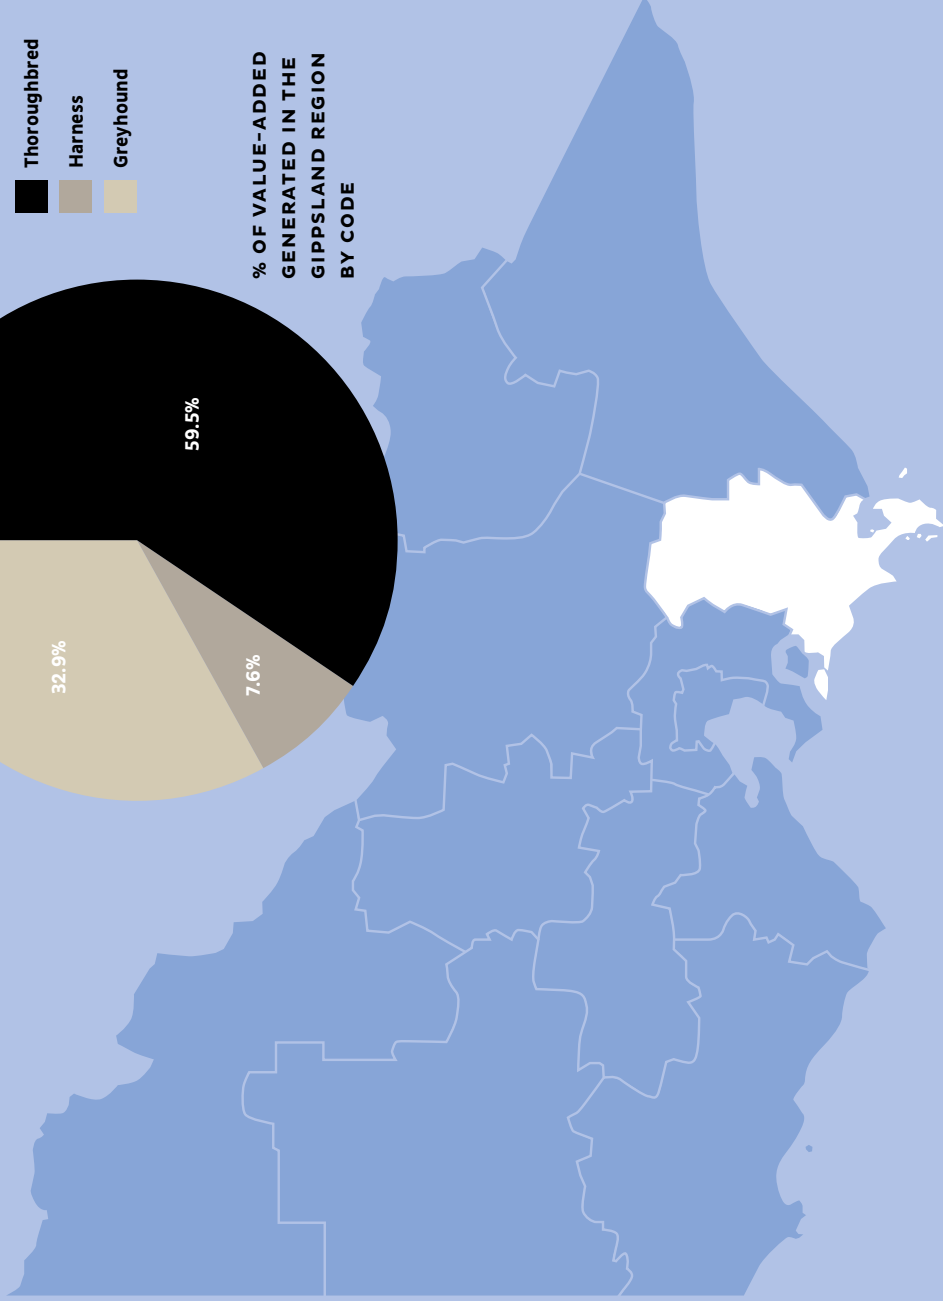 Thoroughbred
Harness
Greyhound
% OF VALUE-ADDED
GENERATED IN THE
GIPPSLAND REGION
BY CODE
59.5%
32.9%
7.6%